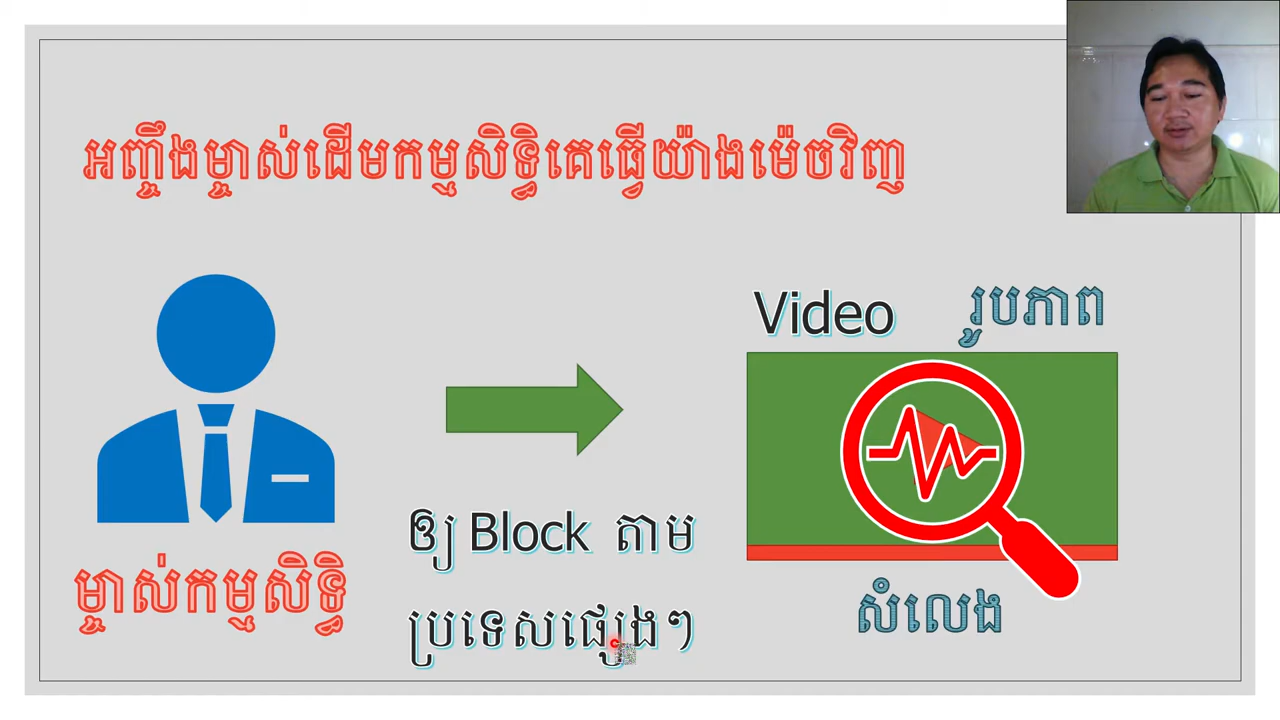 អញ្ចឹងម្ចាស់ដើមកម្មសិទ្ធិគេធ្វើយ៉ាងម៉េចវិញ
Video
រូបភាព
ឲ្យ Block តាម
ប្រទេសផ្សេងៗ
ម្ចាស់កម្មសិទ្ធិ
សំលេង